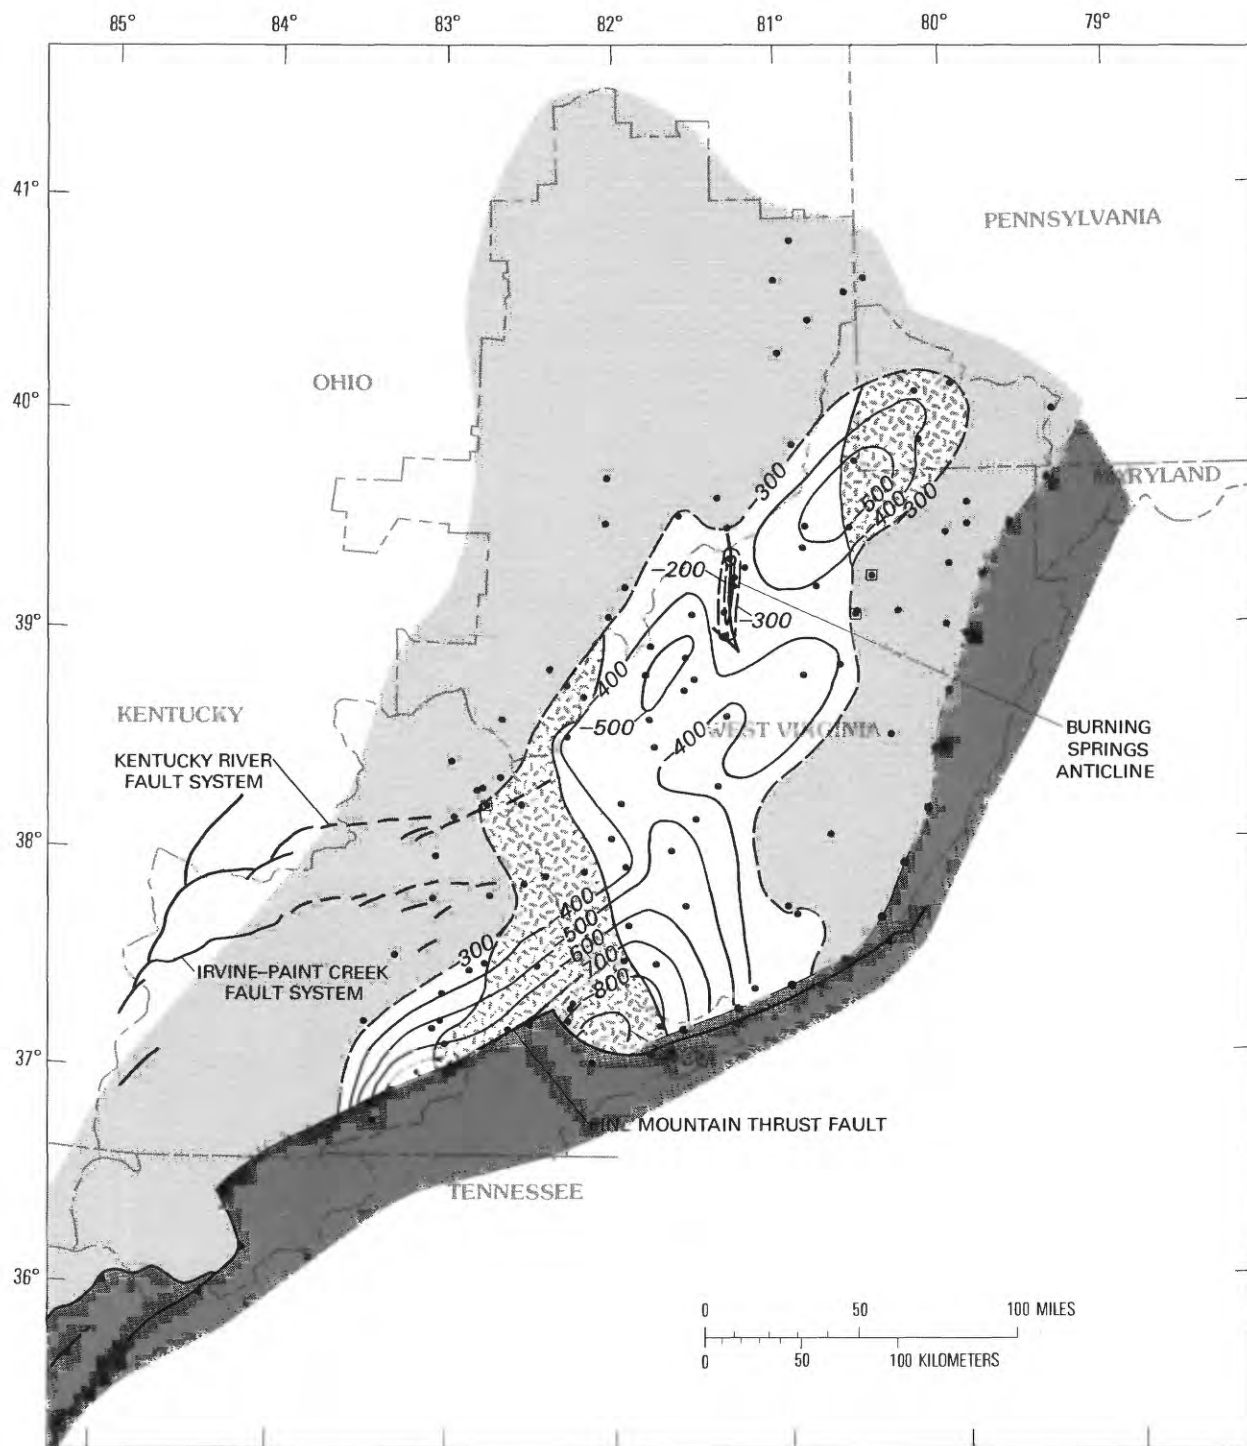 85° 84° 83° 82° 81° 80° 79°
41°
PENNSYLVANIA
OHIO
40°
300
MARYLAND
500
400
300
-200
39°
-300
400
-500
KENTUCKY
400
WEST VIRGINIA
BURNING
SPRINGS
ANTICLINE
KENTUCKY RIVER
FAULT SYSTEM
38°
400
-500
600
700
-800
300
IRVINE-PAINT CREEK
FAULT SYSTEM
37°
PINE MOUNTAIN THRUST FAULT
TENNESSEE
36°
0 50 100 MILES
0 50 100 KILOMETERS